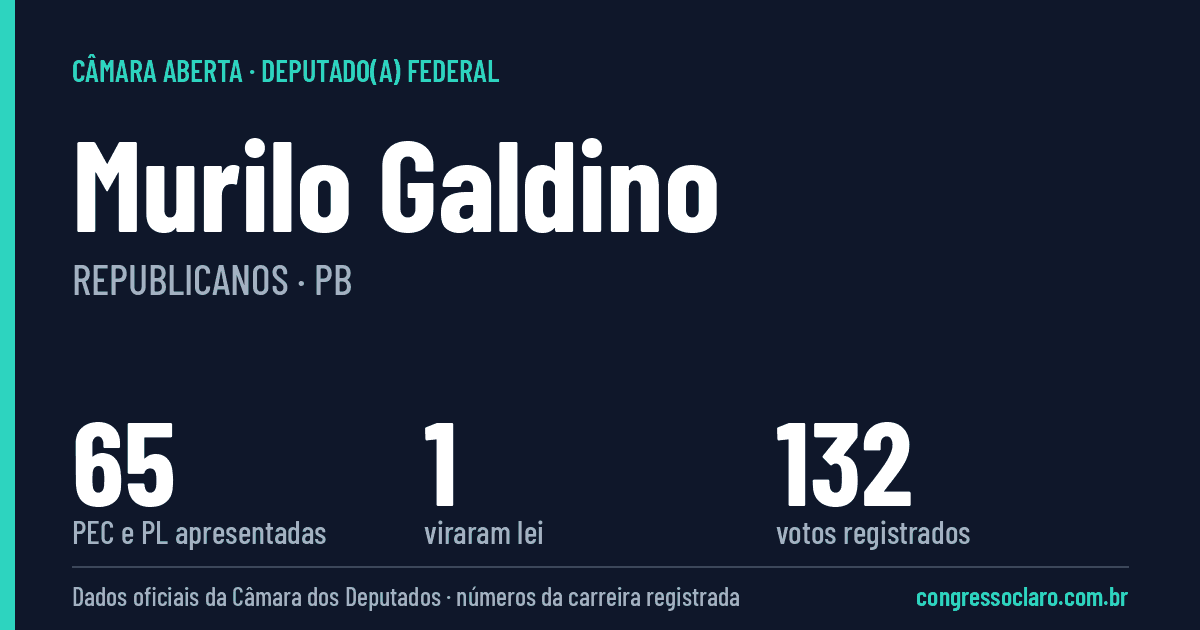 CÂMARA ABERTA · DEPUTADO(A) FEDERAL
Murilo Galdino
REPUBLICANOS · PB
65 1 132
PEC e PL apresentadas viraram lei votos registrados
Dados oficiais da Câmara dos Deputados · números da carreira registrada congressoclaro.com.br